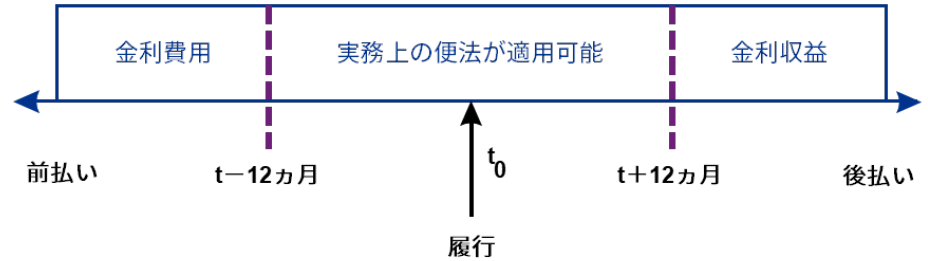 金利費用
実務上の便法が適用可能
金利収益
t0
前払い
t－12ヵ月
t＋12ヵ月
後払い
履行